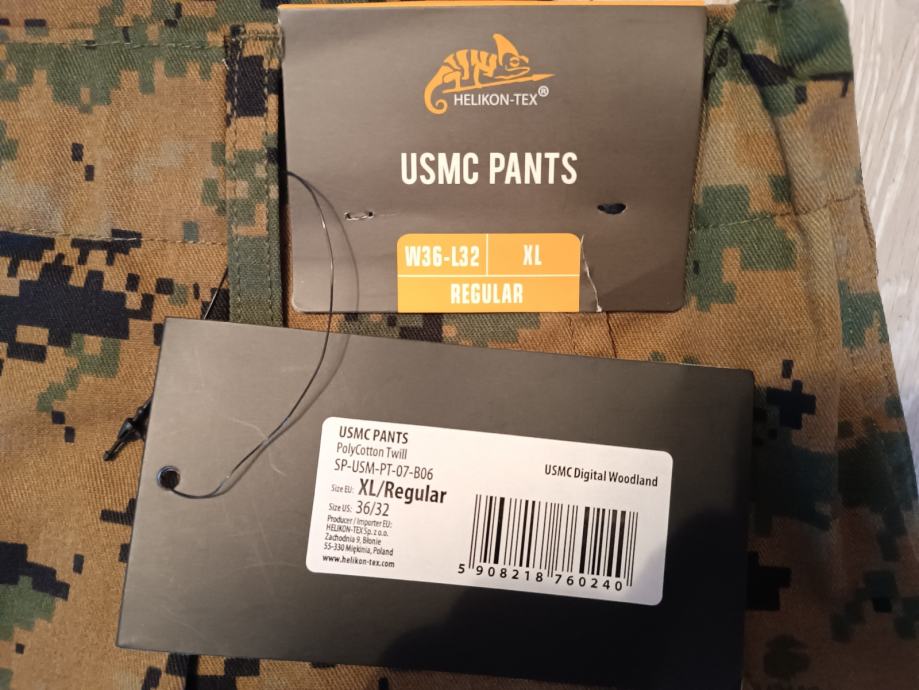 HELIKON-TEX®
USMC PANTS
W36-L32 XL
REGULAR
USMC PANTS
PolyCotton Twill
SP-USM-PT-07-B06
USMC Digital Woodland
Size EU: XL/Regular
Size US: 36/32
Producer / Importer EU:
HELIKON-TEX Sp. z o.o.
Zachodnia 9, Błonie
55-330 Miękinia, Poland
www.helikon-tex.com
5 908218 760240